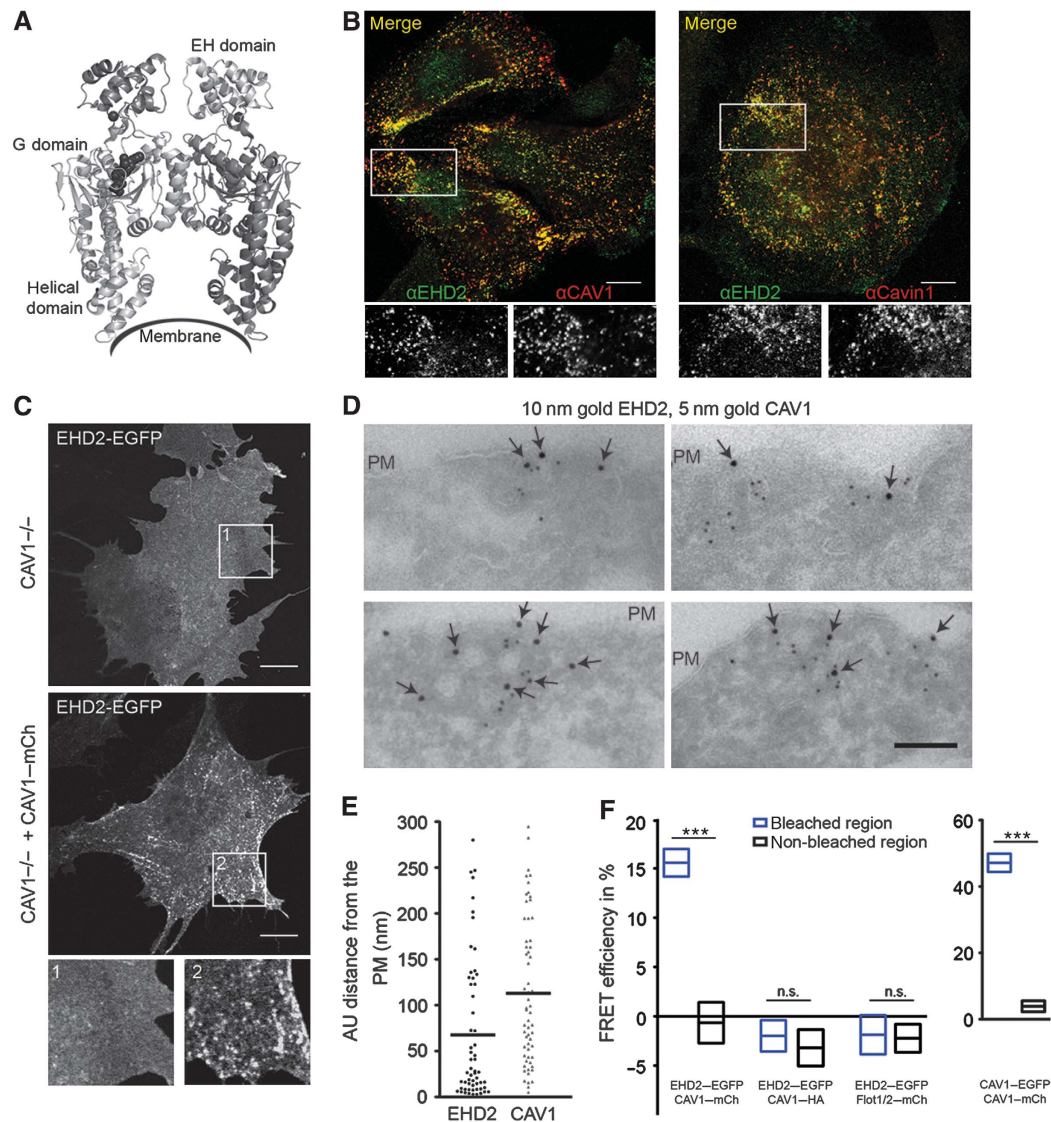 A
EH domain
G domain
Helical
domain
Membrane
B
Merge
αEHD2
αCAV1
Merge
αEHD2
αCavin1
C
EHD2-EGFP
1
CAV1−/−
EHD2-EGFP
2
CAV1−/− + CAV1–mCh
1
2
D
10 nm gold EHD2, 5 nm gold CAV1
PM
PM
PM
PM
E
AU distance from the
PM (nm)
300
250
200
150
100
50
0
EHD2
CAV1
F
FRET efficiency in %
20
15
10
5
0
−5
***
n.s.
n.s.
Bleached region
Non-bleached region
EHD2–EGFP
CAV1–mCh
EHD2–EGFP
CAV1–HA
EHD2–EGFP
Flot1/2–mCh
60
40
20
0
***
CAV1–EGFP
CAV1–mCh